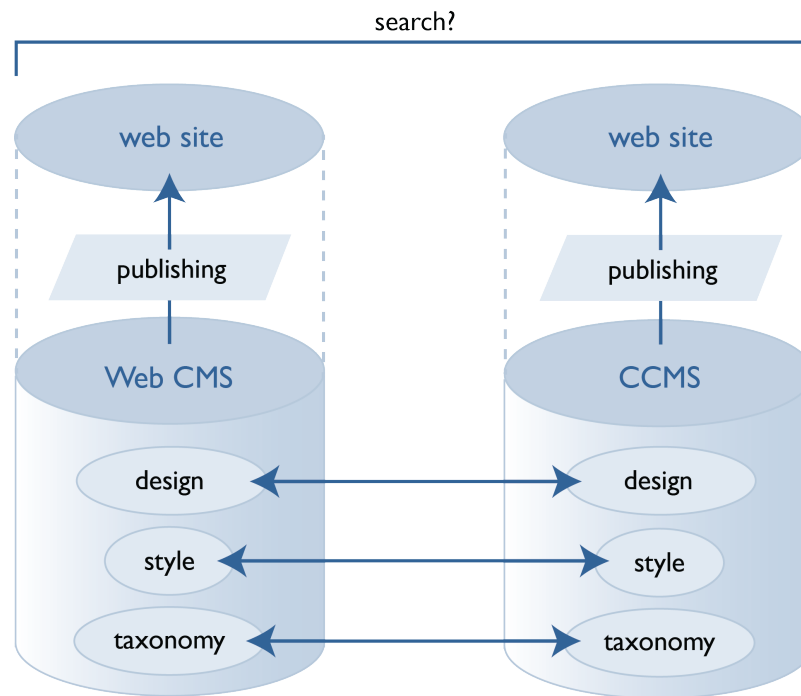 search?
web site
web site
publishing
publishing
Web CMS
CCMS
design
design
style
style
taxonomy
taxonomy